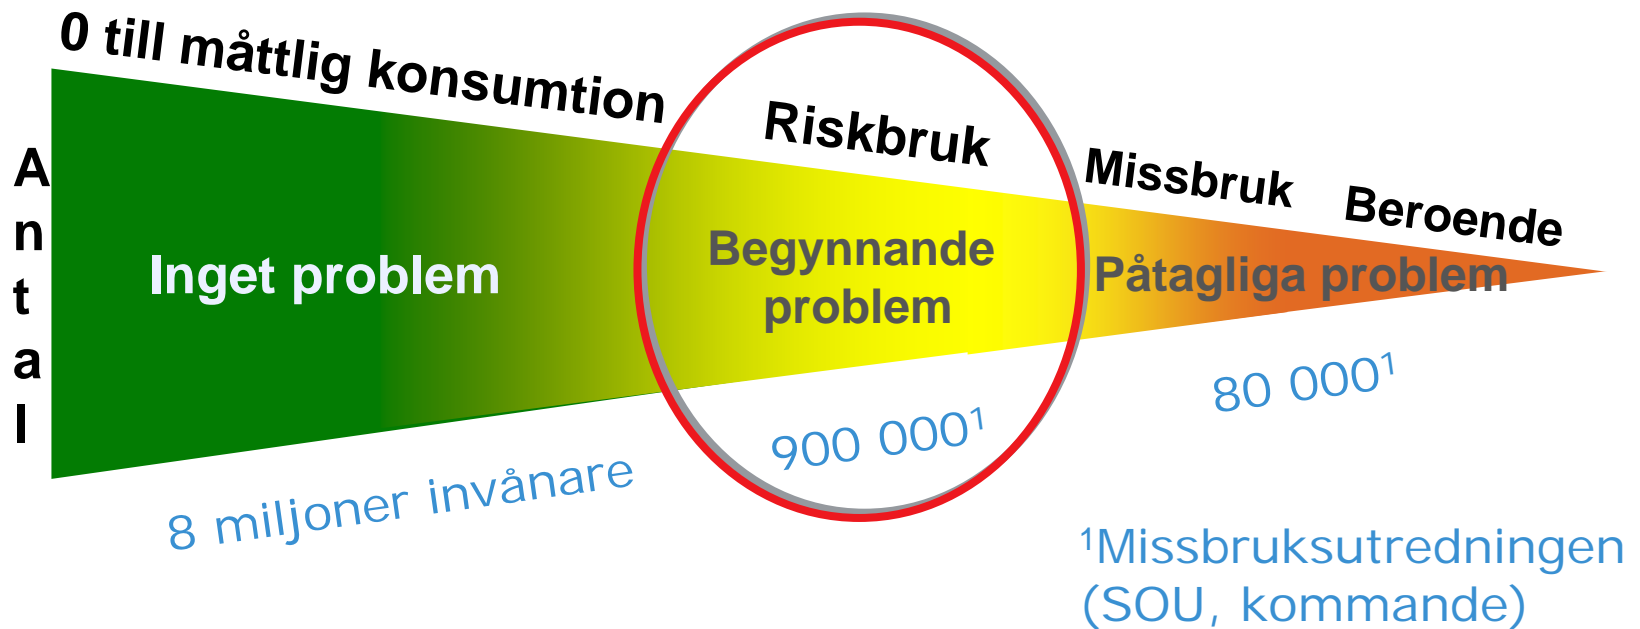 0 till måttlig konsumtion
Riskbruk
Missbruk
Beroende
Antal
Inget problem
Begynnande
problem
Påtagliga problem
8 miljoner invånare
900 000¹
80 000¹
¹Missbruksutredningen
(SOU, kommande)